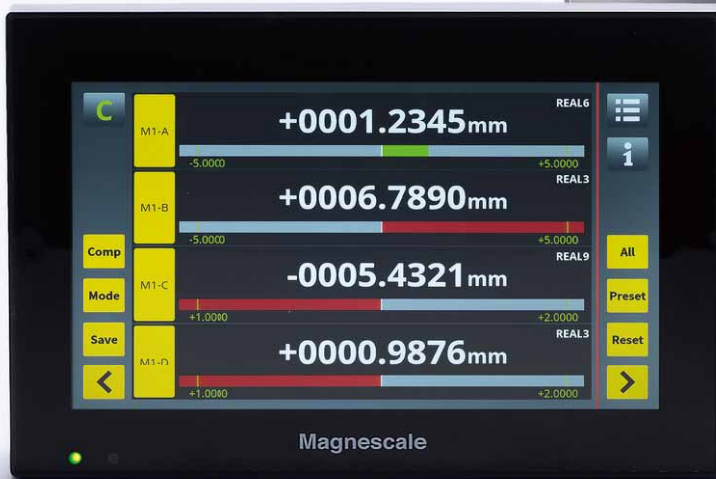 C
M1-A
+0001.2345mm
REAL6
-5.0000
+5.0000
M1-B
+0006.7890mm
REAL3
-5.0000
+5.0000
M1-C
-0005.4321mm
REAL9
+1.0000
+2.0000
M1-D
+0000.9876mm
REAL3
+1.0000
+2.0000
Comp
Mode
Save
<
i
All
Preset
Reset
>
Magnescale